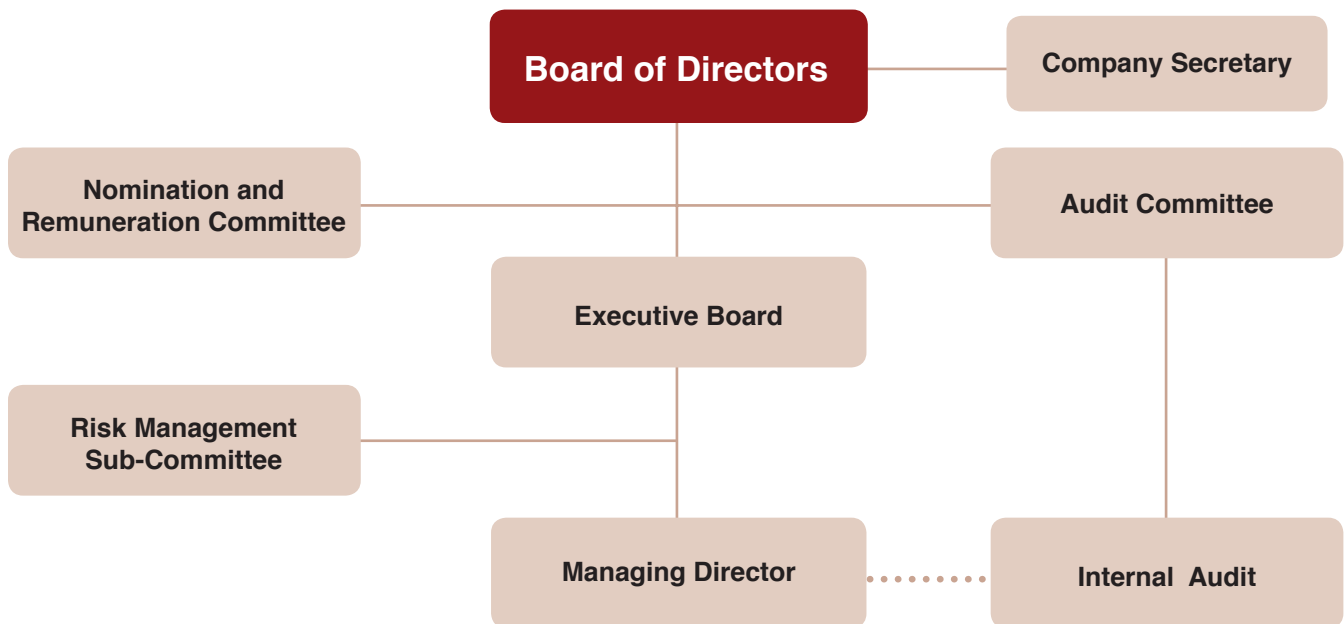 Board of Directors
Company Secretary
Nomination and
Remuneration Committee
Audit Committee
Executive Board
Risk Management
Sub-Committee
Managing Director
Internal  Audit